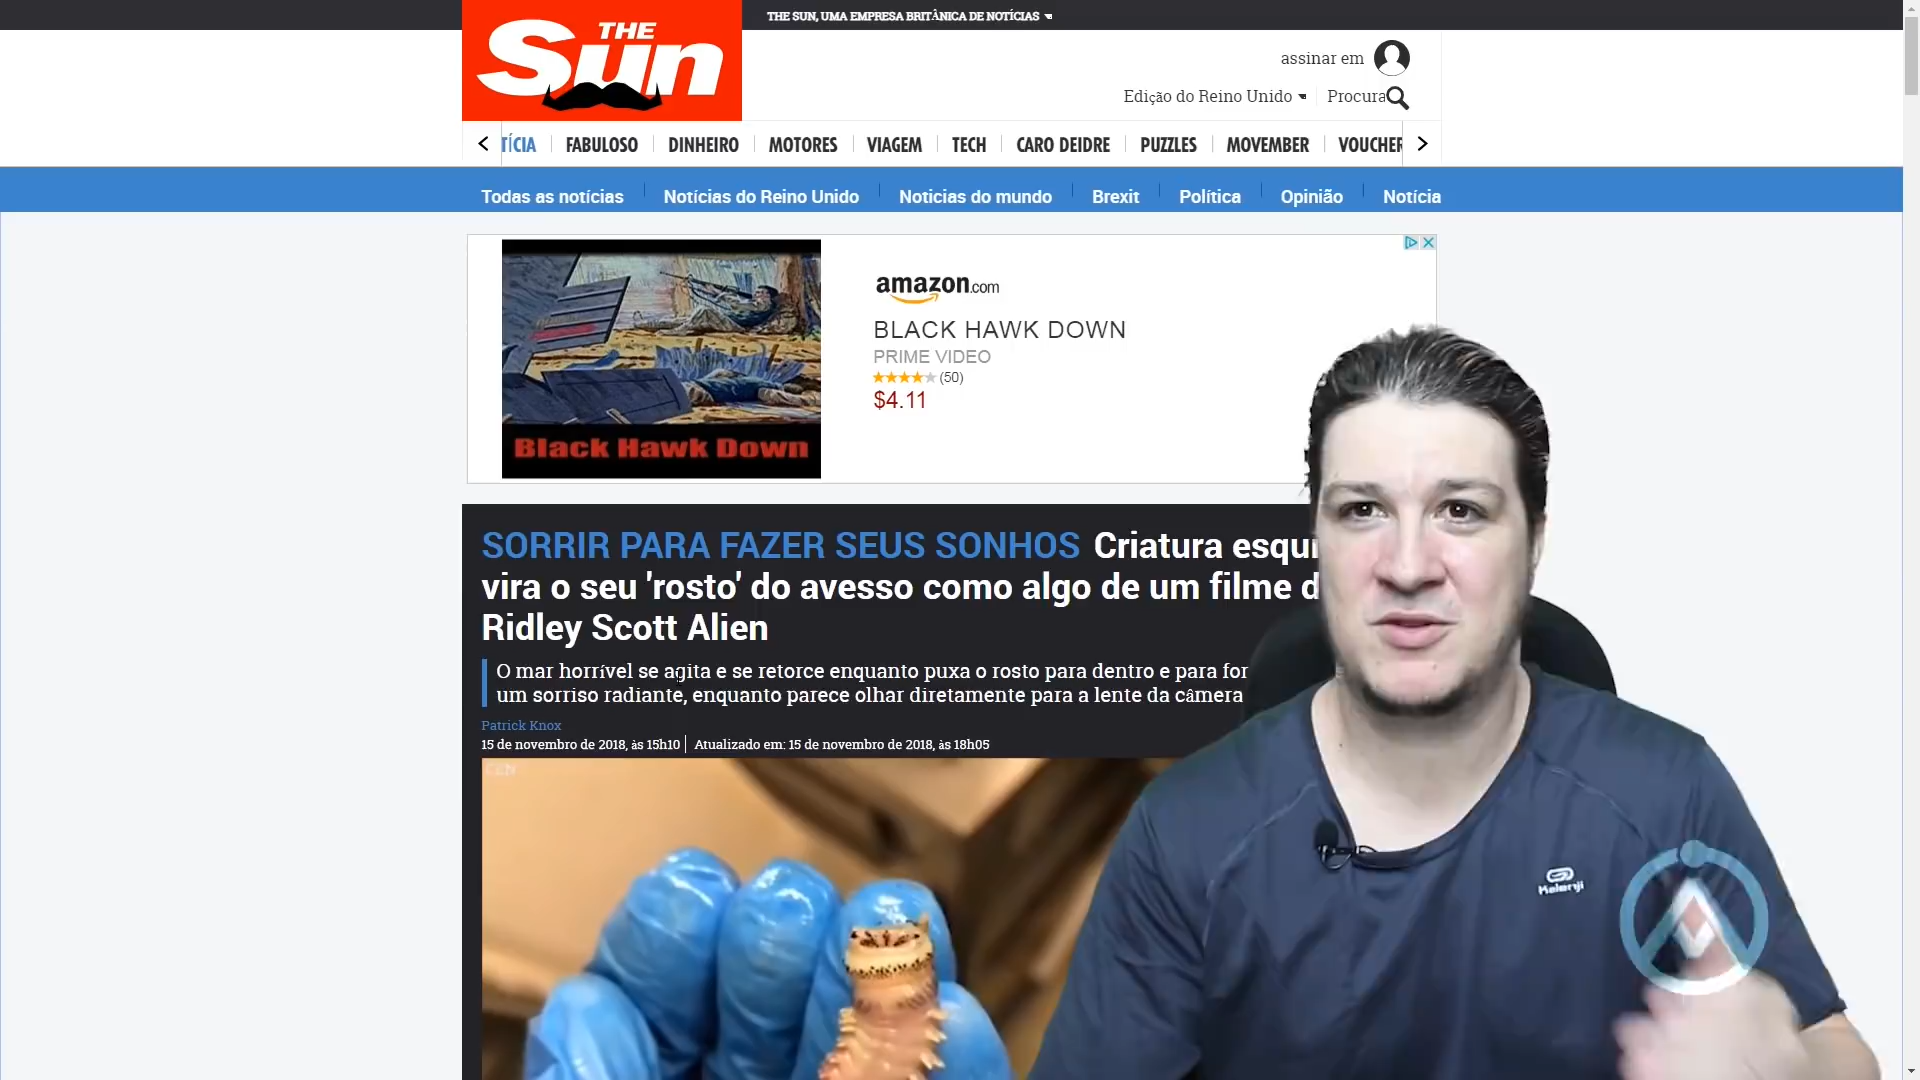 THE SUN, UMA EMPRESA BRITÂNICA DE NOTÍCIAS
THE
Sun
assinar em
Edição do Reino Unido
Procura
TÍCIA
FABULOSO
DINHEIRO
MOTORES
VIAGEM
TECH
CARO DEIDRE
PUZZLES
MOVEMBER
VOUCHER
Todas as notícias
Notícias do Reino Unido
Noticias do mundo
Brexit
Política
Opinião
Notícia
amazon.com
BLACK HAWK DOWN
PRIME VIDEO
(50)
$4.11
Black Hawk Down
SORRIR PARA FAZER SEUS SONHOS Criatura esqui
vira o seu 'rosto' do avesso como algo de um filme d
Ridley Scott Alien
O mar horrível se agita e se retorce enquanto puxa o rosto para dentro e para for
um sorriso radiante, enquanto parece olhar diretamente para a lente da câmera
Patrick Knox
15 de novembro de 2018, às 15h10
Atualizado em: 15 de novembro de 2018, às 18h05
CEN
Kalenji